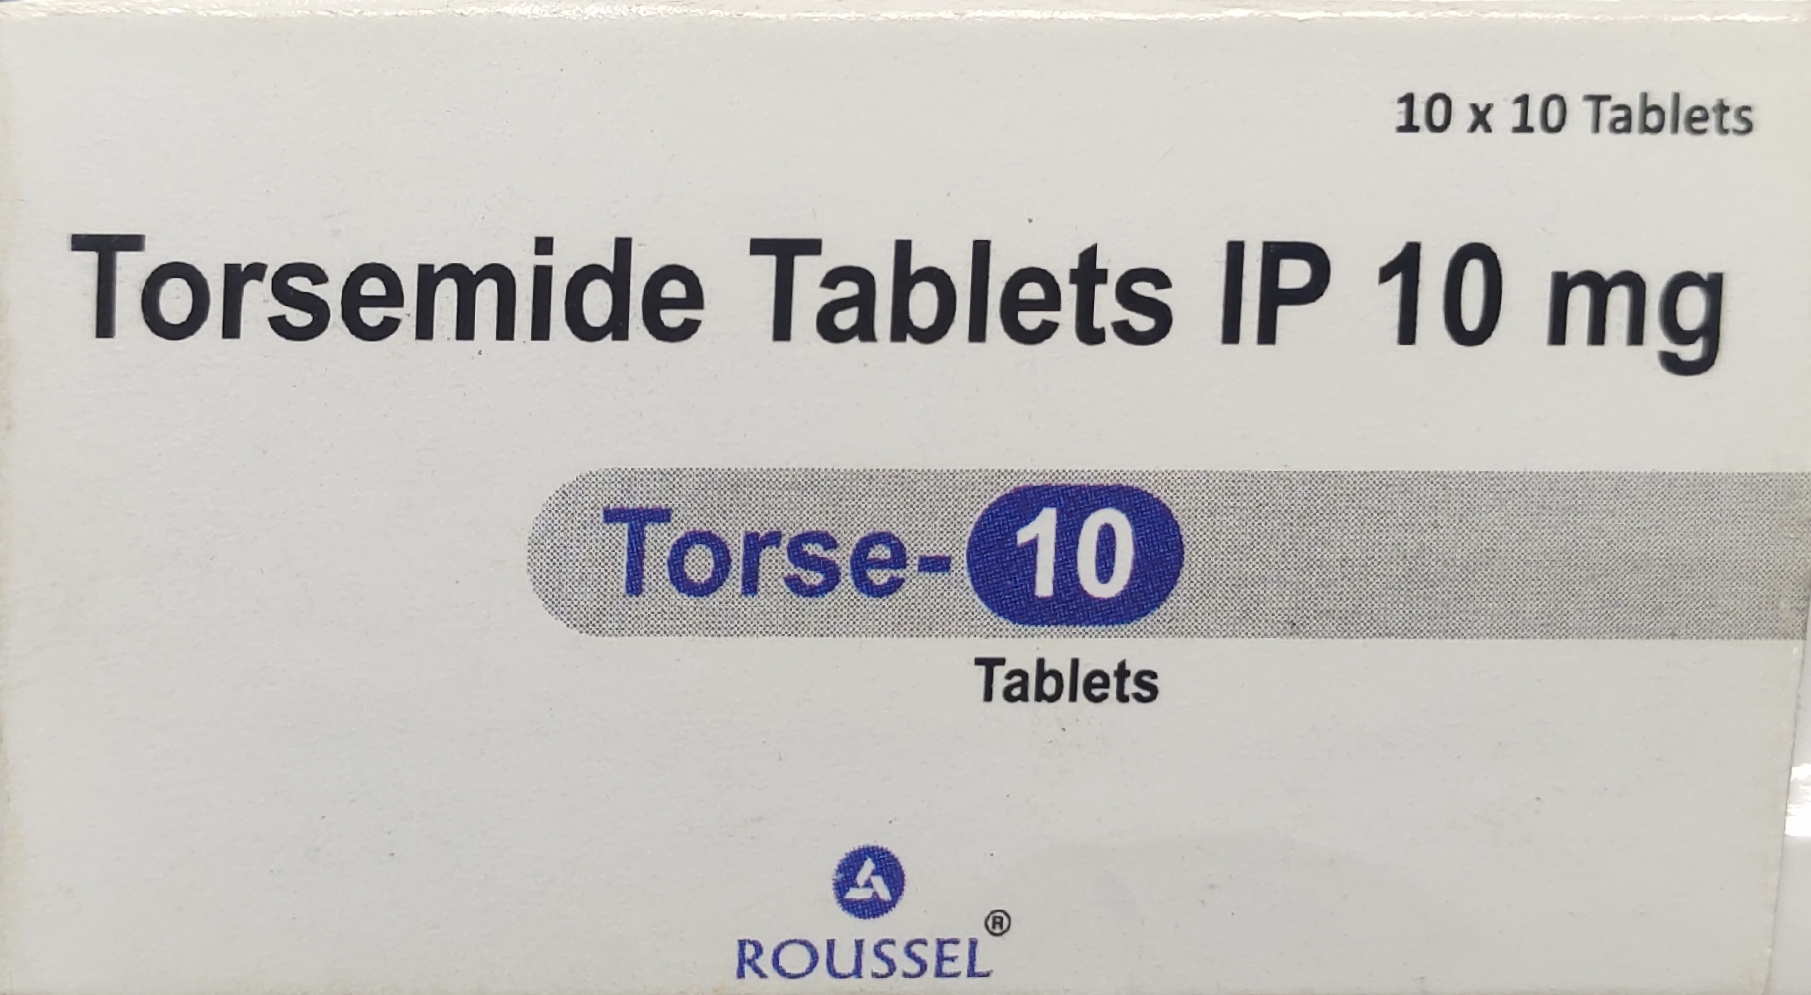 10 x 10 Tablets
Torsemide Tablets IP 10 mg
Torse-10
Tablets
ROUSSEL®